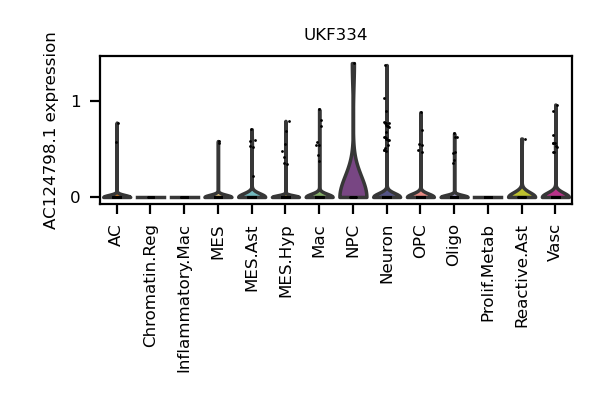 UKF334
AC124798.1 expression
1
0
AC
Chromatin.Reg
Inflammatory.Mac
MES
MES.Ast
MES.Hyp
Mac
NPC
Neuron
OPC
Oligo
Prolif.Metab
Reactive.Ast
Vasc